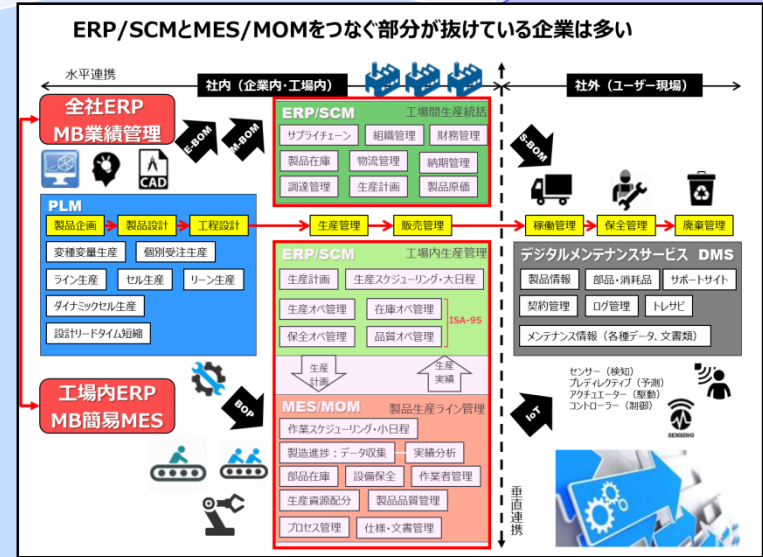 ERP/SCMとMES/MOMをつなぐ部分が抜けている企業は多い
水平連携
社内（企業内・工場内）
社外（ユーザー現場）
全社ERP
MB業績管理
E-BOM
M-BOM
CAD
ERP/SCM 工場間生産統括
サプライチェーン 組織管理 財務管理
製品在庫 物流管理 納期管理
調達管理 生産計画 製品原価
S-BOM
PLM
製品企画 製品設計 工程設計 生産管理 販売管理 稼働管理 保全管理 廃棄管理
変種変量生産 個別受注生産
ライン生産 セル生産 リーン生産
ダイナミックセル生産
設計リードタイム短縮
ERP/SCM 工場内生産管理
生産計画 生産スケジューリング・大日程
生産オペ管理 在庫オペ管理
保全オペ管理 品質オペ管理
ISA-95
生産
計画
生産
実績
デジタルメンテナンスサービス DMS
製品情報 部品・消耗品 サポートサイト
契約管理 ログ管理 トレサビ
メンテナンス情報（各種データ、文書類）
工場内ERP
MB簡易MES
BOP
MES/MOM 製品生産ライン管理
作業スケジューリング・小日程
製造進捗：データ収集 実績分析
部品在庫 設備保全 作業者管理
生産資源配分 製品品質管理
プロセス管理 仕様・文書管理
IoT
センサー（検知）
プレディクティブ（予測）
アクチュエーター（駆動）
コントローラー（制御）
SENSING
垂直連携